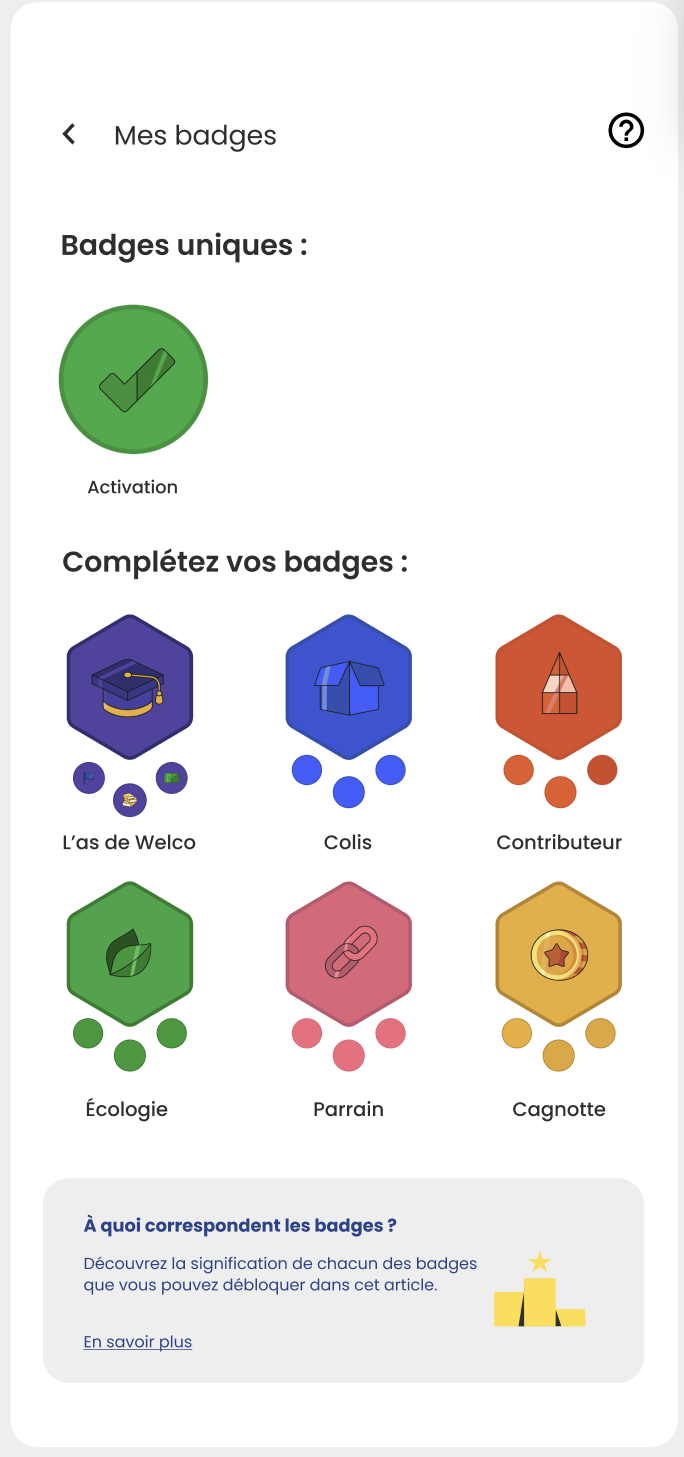 Mes badges
Badges uniques :
Activation
Complétez vos badges :
L’as de Welco
Colis
Contributeur
Écologie
Parrain
Cagnotte
À quoi correspondent les badges ?
Découvrez la signification de chacun des badges
que vous pouvez débloquer dans cet article.
En savoir plus